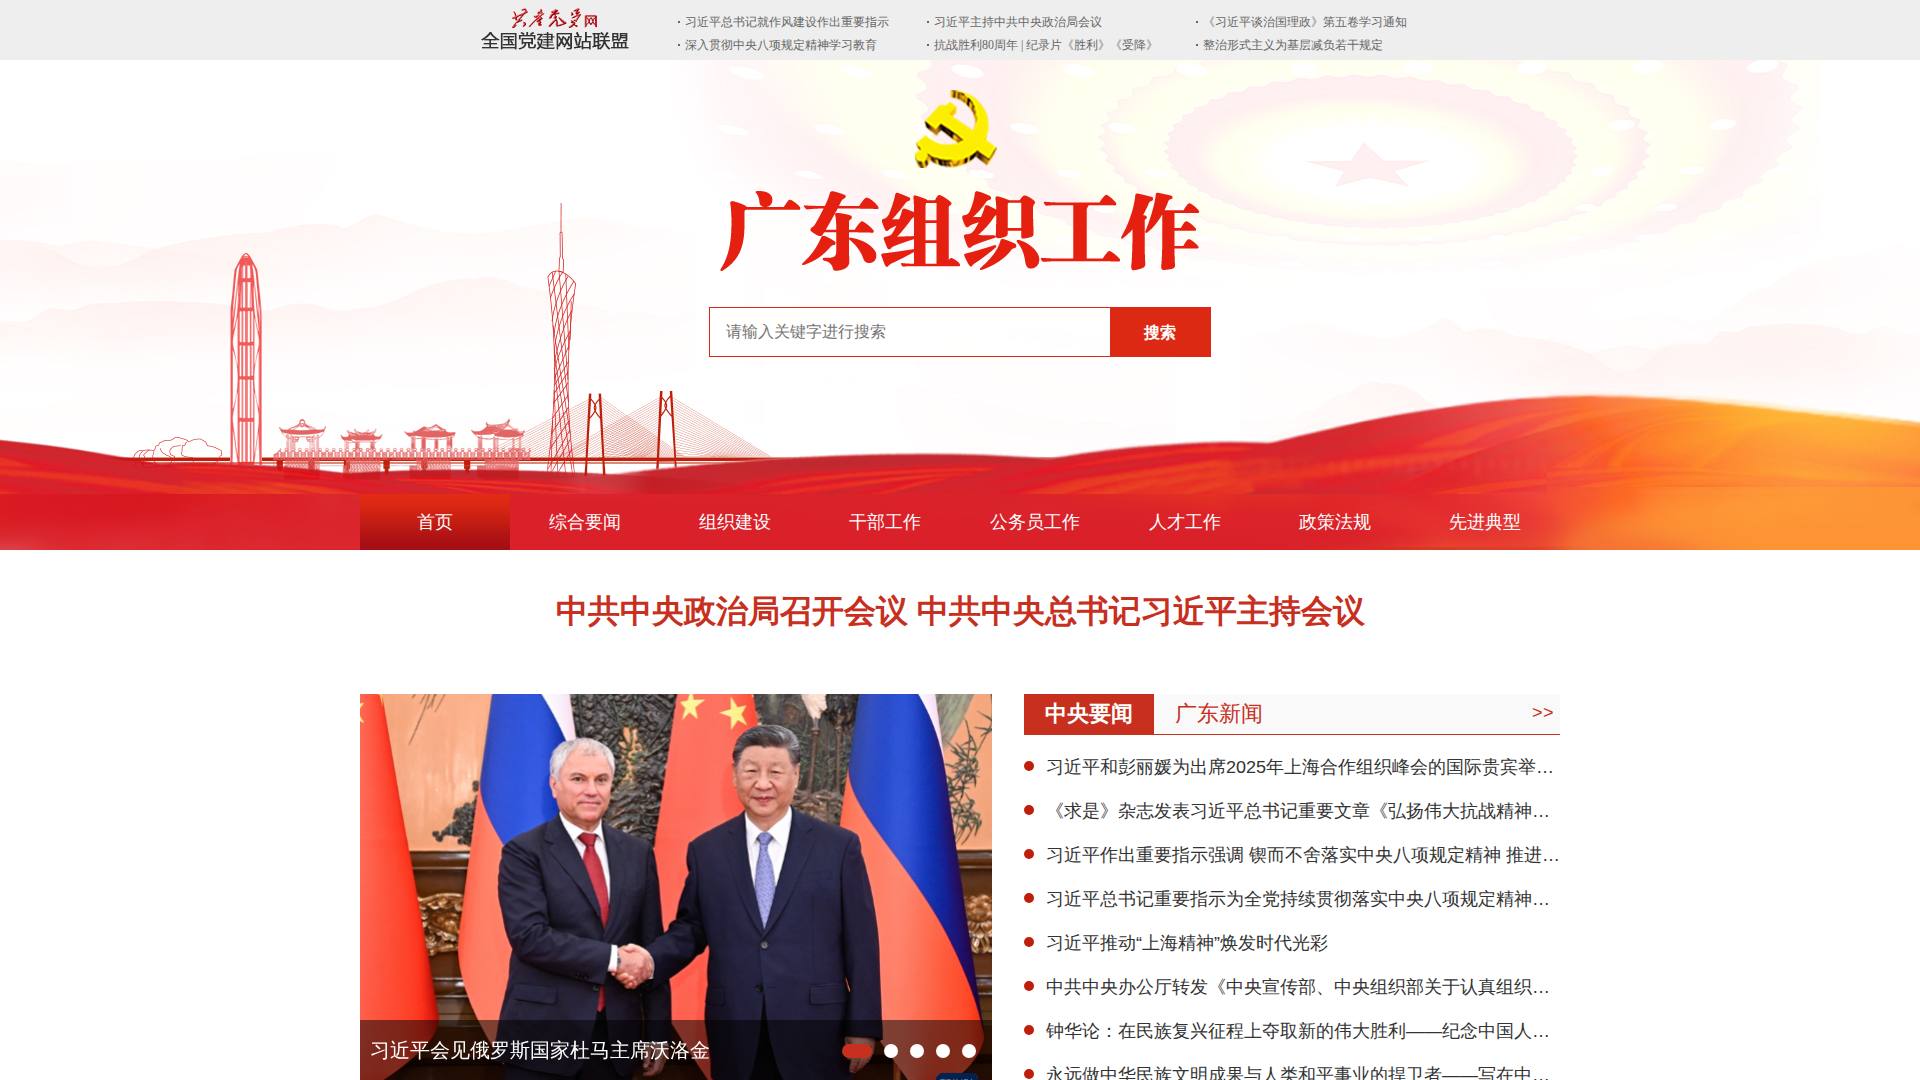 共产党员网
全国党建网站联盟
· 习近平总书记就作风建设作出重要指示
· 习近平主持中共中央政治局会议
· 《习近平谈治国理政》第五卷学习通知
· 深入贯彻中央八项规定精神学习教育
· 抗战胜利80周年 | 纪录片《胜利》《受降》
· 整治形式主义为基层减负若干规定
广东组织工作
请输入关键字进行搜索
搜索
首页
综合要闻
组织建设
干部工作
公务员工作
人才工作
政策法规
先进典型
中共中央政治局召开会议 中共中央总书记习近平主持会议
习近平会见俄罗斯国家杜马主席沃洛金
中央要闻
广东新闻
>>
习近平和彭丽媛为出席2025年上海合作组织峰会的国际贵宾举…
《求是》杂志发表习近平总书记重要文章《弘扬伟大抗战精神…
习近平作出重要指示强调 锲而不舍落实中央八项规定精神 推进…
习近平总书记重要指示为全党持续贯彻落实中央八项规定精神…
习近平推动“上海精神”焕发时代光彩
中共中央办公厅转发《中央宣传部、中央组织部关于认真组织…
钟华论：在民族复兴征程上夺取新的伟大胜利——纪念中国人…
永远做中华民族文明成果与人类和平事业的捍卫者——写在中…